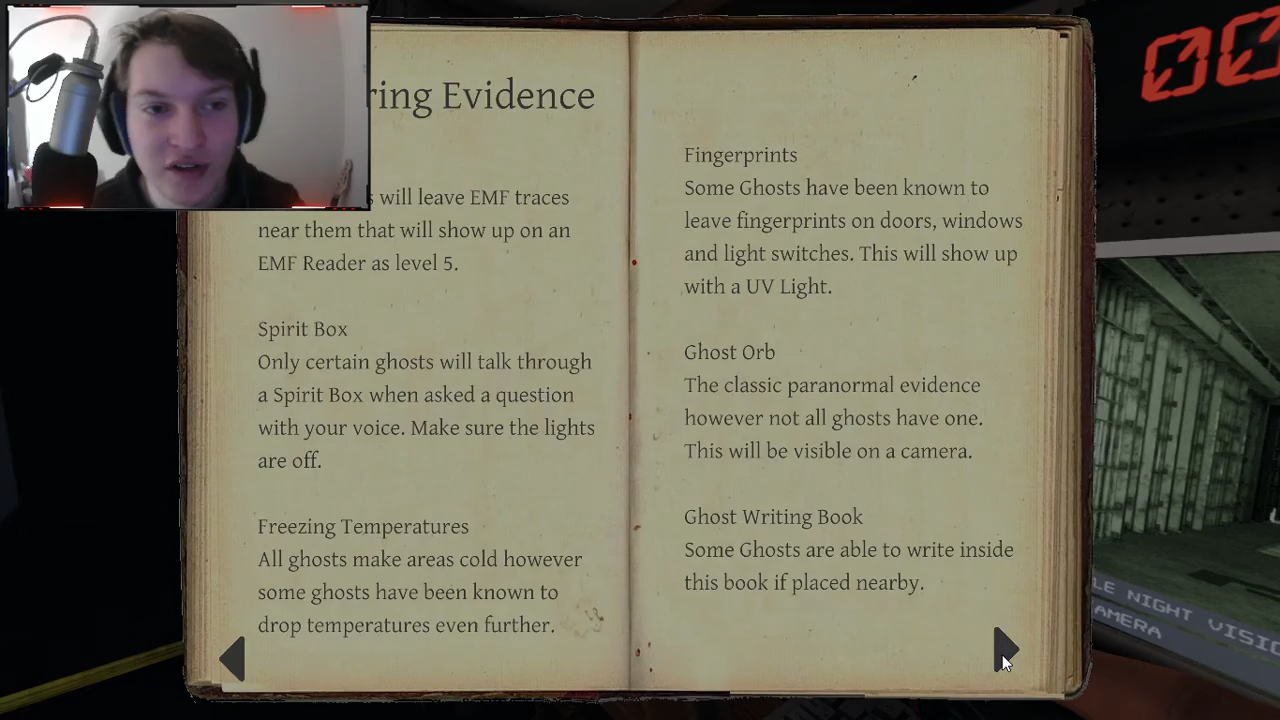 ring Evidence
s will leave EMF traces
near them that will show up on an
EMF Reader as level 5.
Spirit Box
Only certain ghosts will talk through
a Spirit Box when asked a question
with your voice. Make sure the lights
are off.
Freezing Temperatures
All ghosts make areas cold however
some ghosts have been known to
drop temperatures even further.
Fingerprints
Some Ghosts have been known to
leave fingerprints on doors, windows
and light switches. This will show up
with a UV Light.
Ghost Orb
The classic paranormal evidence
however not all ghosts have one.
This will be visible on a camera.
Ghost Writing Book
Some Ghosts are able to write inside
this book if placed nearby.
00
LE NIGHT VISIO
AMERA